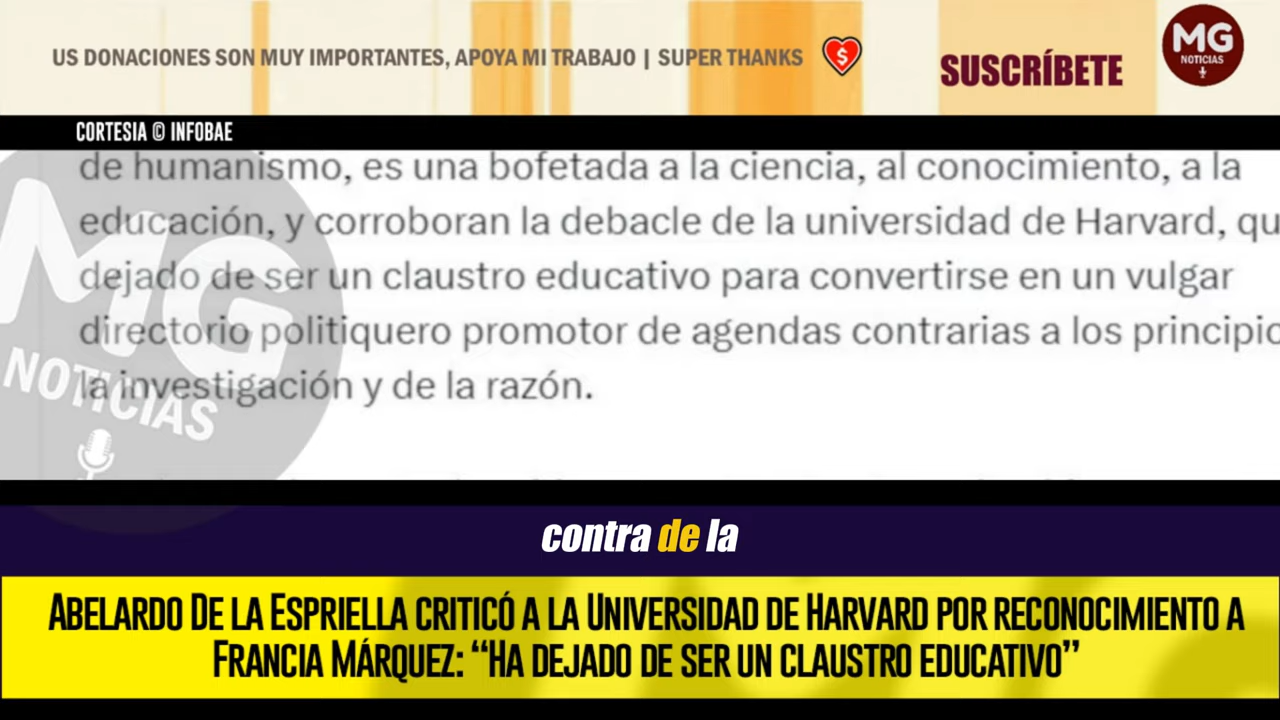 US DONACIONES SON MUY IMPORTANTES, APOYA MI TRABAJO | SUPER THANKS
SUSCRÍBETE
MG
NOTICIAS
CORTESIA © INFOBAE
de humanismo, es una bofetada a la ciencia, al conocimiento, a la
educación, y corroboran la debacle de la universidad de Harvard, qu
dejado de ser un claustro educativo para convertirse en un vulgar
directorio politiquero promotor de agendas contrarias a los principio
la investigación y de la razón.
MG
NOTICIAS
contra de la
ABELARDO DE LA ESPRIELLA CRITICÓ A LA UNIVERSIDAD DE HARVARD POR RECONOCIMIENTO A
FRANCIA MÁRQUEZ: “HA DEJADO DE SER UN CLAUSTRO EDUCATIVO”